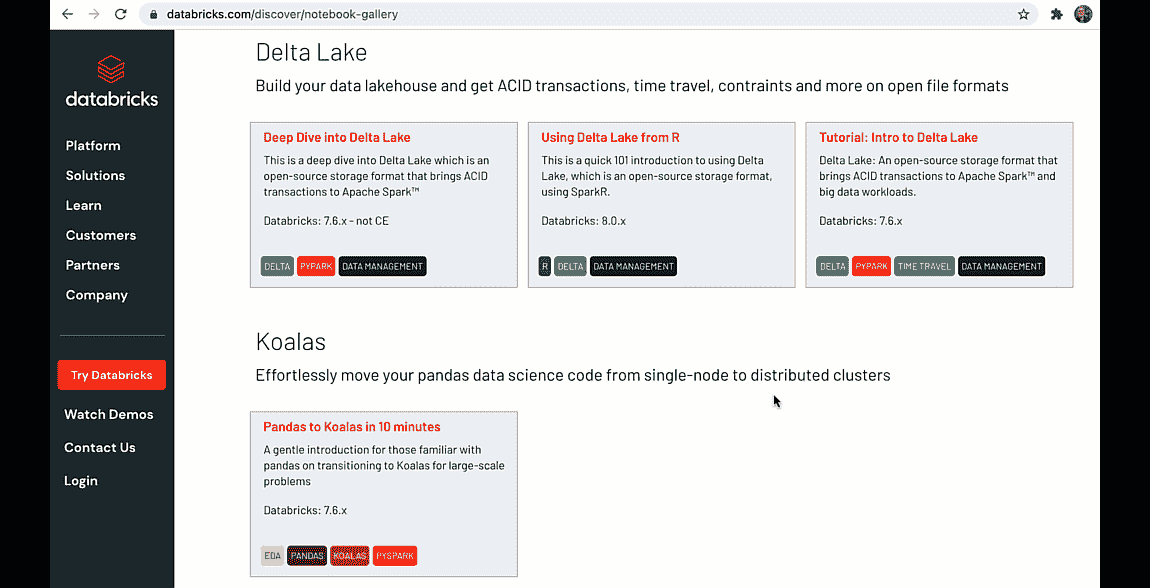 databricks.com/discover/notebook-gallery
databricks
Platform
Solutions
Learn
Customers
Partners
Company
Try Databricks
Watch Demos
Contact Us
Login
Delta Lake
Build your data lakehouse and get ACID transactions, time travel, contraints and more on open file formats
Deep Dive into Delta Lake
This is a deep dive into Delta Lake which is an
open-source storage format that brings ACID
transactions to Apache Spark™
Databricks: 7.6.x - not CE
DELTA PYPARK DATA MANAGEMENT
Using Delta Lake from R
This is a quick 101 introduction to using Delta
Lake, which is an open-source storage format,
using SparkR.
Databricks: 8.0.x
R DELTA DATA MANAGEMENT
Tutorial: Intro to Delta Lake
Delta Lake: An open-source storage format that
brings ACID transactions to Apache Spark™ and
big data workloads.
Databricks: 7.6.x
DELTA PYPARK TIME TRAVEL DATA MANAGEMENT
Koalas
Effortlessly move your pandas data science code from single-node to distributed clusters
Pandas to Koalas in 10 minutes
A gentle introduction for those familiar with
pandas on transitioning to Koalas for large-scale
problems
Databricks: 7.6.x
EDA PANDAS KOALAS PYSPARK